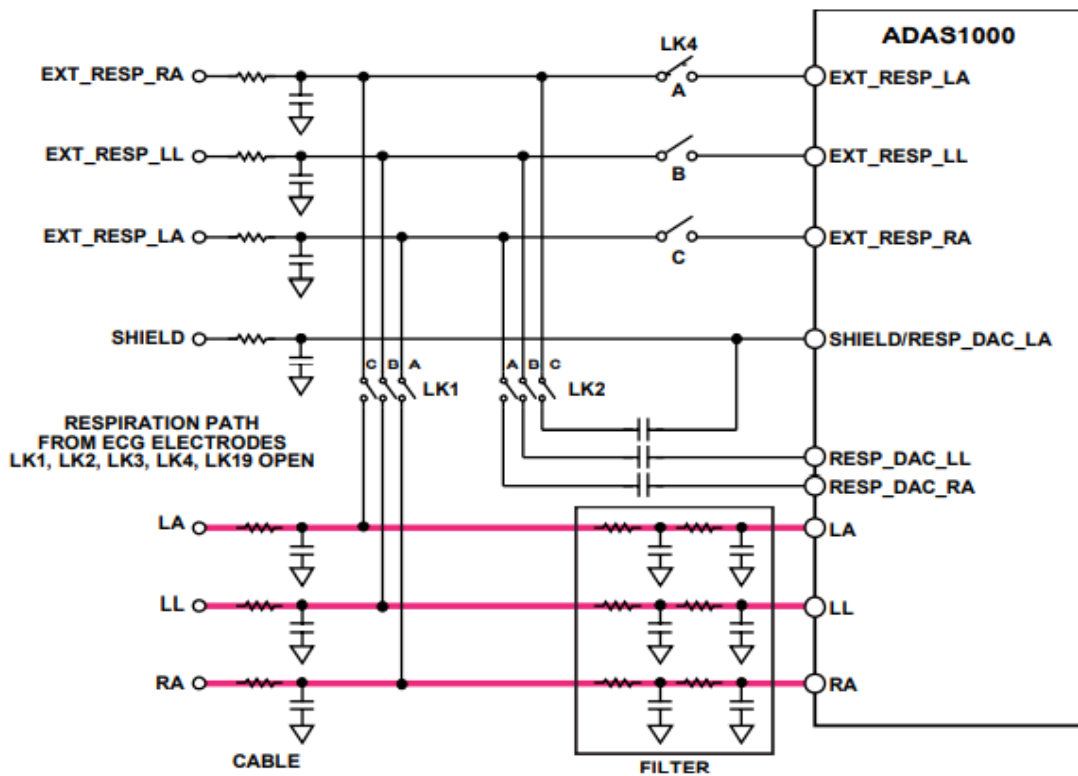 ADAS1000
LK4
EXT_RESP_RA
A
EXT_RESP_LA
EXT_RESP_LL
B
EXT_RESP_LL
EXT_RESP_LA
C
EXT_RESP_RA
SHIELD
SHIELD/RESP_DAC_LA
C B A
LK1
A B C
LK2
RESPIRATION PATH
FROM ECG ELECTRODES
LK1, LK2, LK3, LK4, LK19 OPEN
RESP_DAC_LL
RESP_DAC_RA
LA
LA
LL
LL
RA
RA
CABLE
FILTER